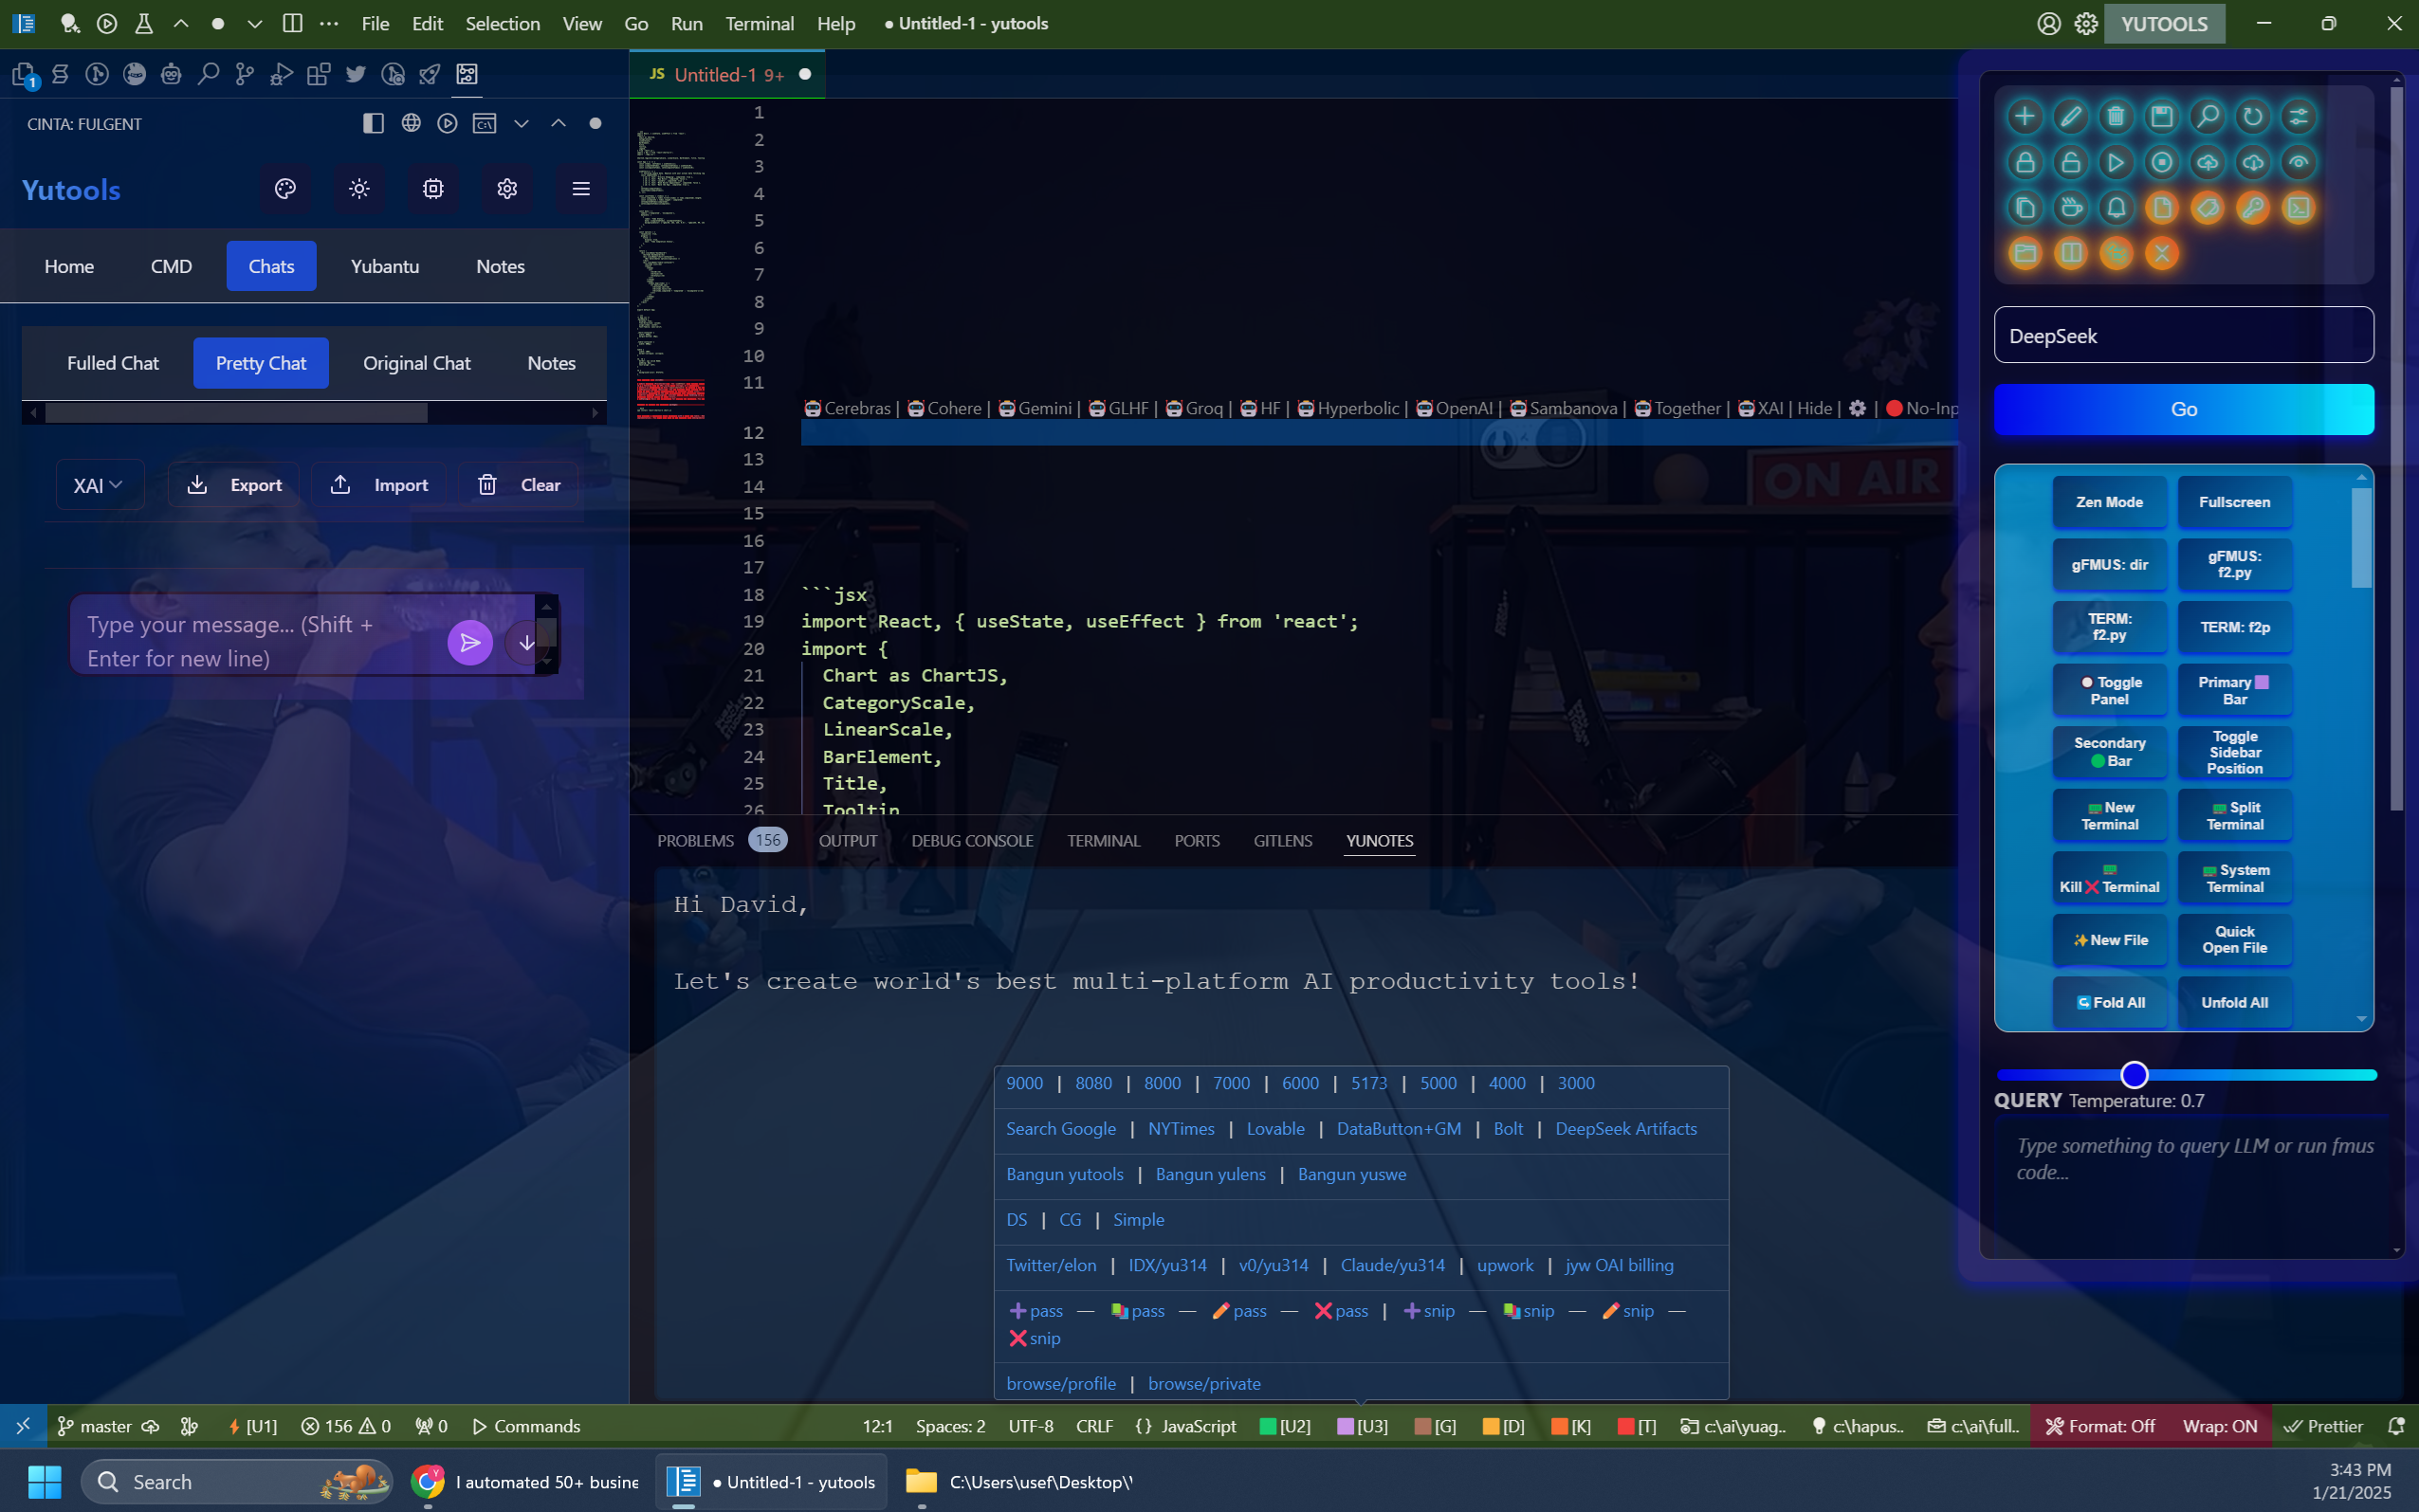 File Edit Selection View Go Run Terminal Help ● Untitled-1 - yutools YUTOOLS
1
JS Untitled-1 9+
CINTA: FULGENT
Yutools
Home CMD Chats Yubantu Notes
Fulled Chat Pretty Chat Original Chat Notes
XAI Export Import Clear
Type your message... (Shift +
Enter for new line)
1
2
3
4
5
6
7
8
9
10
11
Cerebras | Cohere | Gemini | GLHF | Groq | HF | Hyperbolic | OpenAI | Sambanova | Together | XAI | Hide | | No-Inp
12
13
14
15
16
17
18 ```jsx
19 import React, { useState, useEffect } from 'react';
20 import {
21 Chart as ChartJS,
22 CategoryScale,
23 LinearScale,
24 BarElement,
25 Title,
26 Tooltip
ON AIR
PROBLEMS 156 OUTPUT DEBUG CONSOLE TERMINAL PORTS GITLENS YUNOTES
Hi David,
Let's create world's best multi-platform AI productivity tools!
9000 | 8080 | 8000 | 7000 | 6000 | 5173 | 5000 | 4000 | 3000
Search Google | NYTimes | Lovable | DataButton+GM | Bolt | DeepSeek Artifacts
Bangun yutools | Bangun yulens | Bangun yuswe
DS | CG | Simple
Twitter/elon | IDX/yu314 | v0/yu314 | Claude/yu314 | upwork | jyw OAI billing
➕pass — 📚pass — ✏️pass — ❌pass | ➕snip — 📚snip — ✏️snip —
❌snip
browse/profile | browse/private
DeepSeek
Go
Zen Mode Fullscreen
gFMUS: dir gFMUS:
f2.py
TERM:
f2.py TERM: f2p
Toggle
Panel Primary
Bar
Secondary
Bar Toggle
Sidebar
Position
New
Terminal Split
Terminal
Kill❌Terminal System
Terminal
✨New File Quick
Open File
Fold All Unfold All
QUERY Temperature: 0.7
Type something to query LLM or run fmus
code...
master [U1] 156 0 0 Commands 12:1 Spaces: 2 UTF-8 CRLF {} JavaScript [U2] [U3] [G] [D] [K] [T] c:\ai\yuag.. c:\hapus.. c:\ai\full.. Format: Off Wrap: ON Prettier
Search I automated 50+ busine ● Untitled-1 - yutools C:\Users\usef\Desktop\'
3:43 PM
1/21/2025